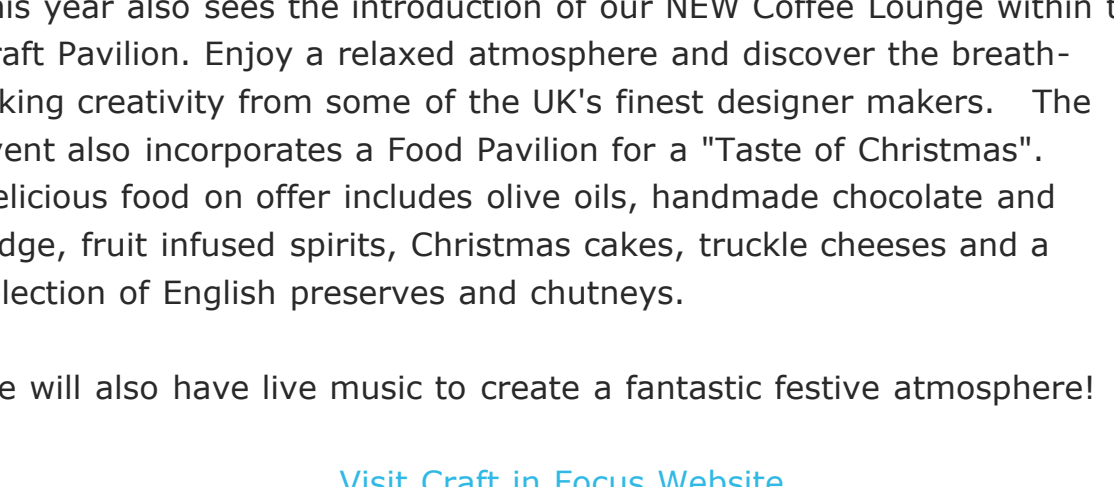 his year also sees the introduction of our NEW Coffee Lounge within t
raft Pavilion. Enjoy a relaxed atmosphere and discover the breath-
king creativity from some of the UK's finest designer makers. The
vent also incorporates a Food Pavilion for a "Taste of Christmas".
elicious food on offer includes olive oils, handmade chocolate and
dge, fruit infused spirits, Christmas cakes, truckle cheeses and a
lection of English preserves and chutneys.
e will also have live music to create a fantastic festive atmosphere!
Visit Craft in Focus Website